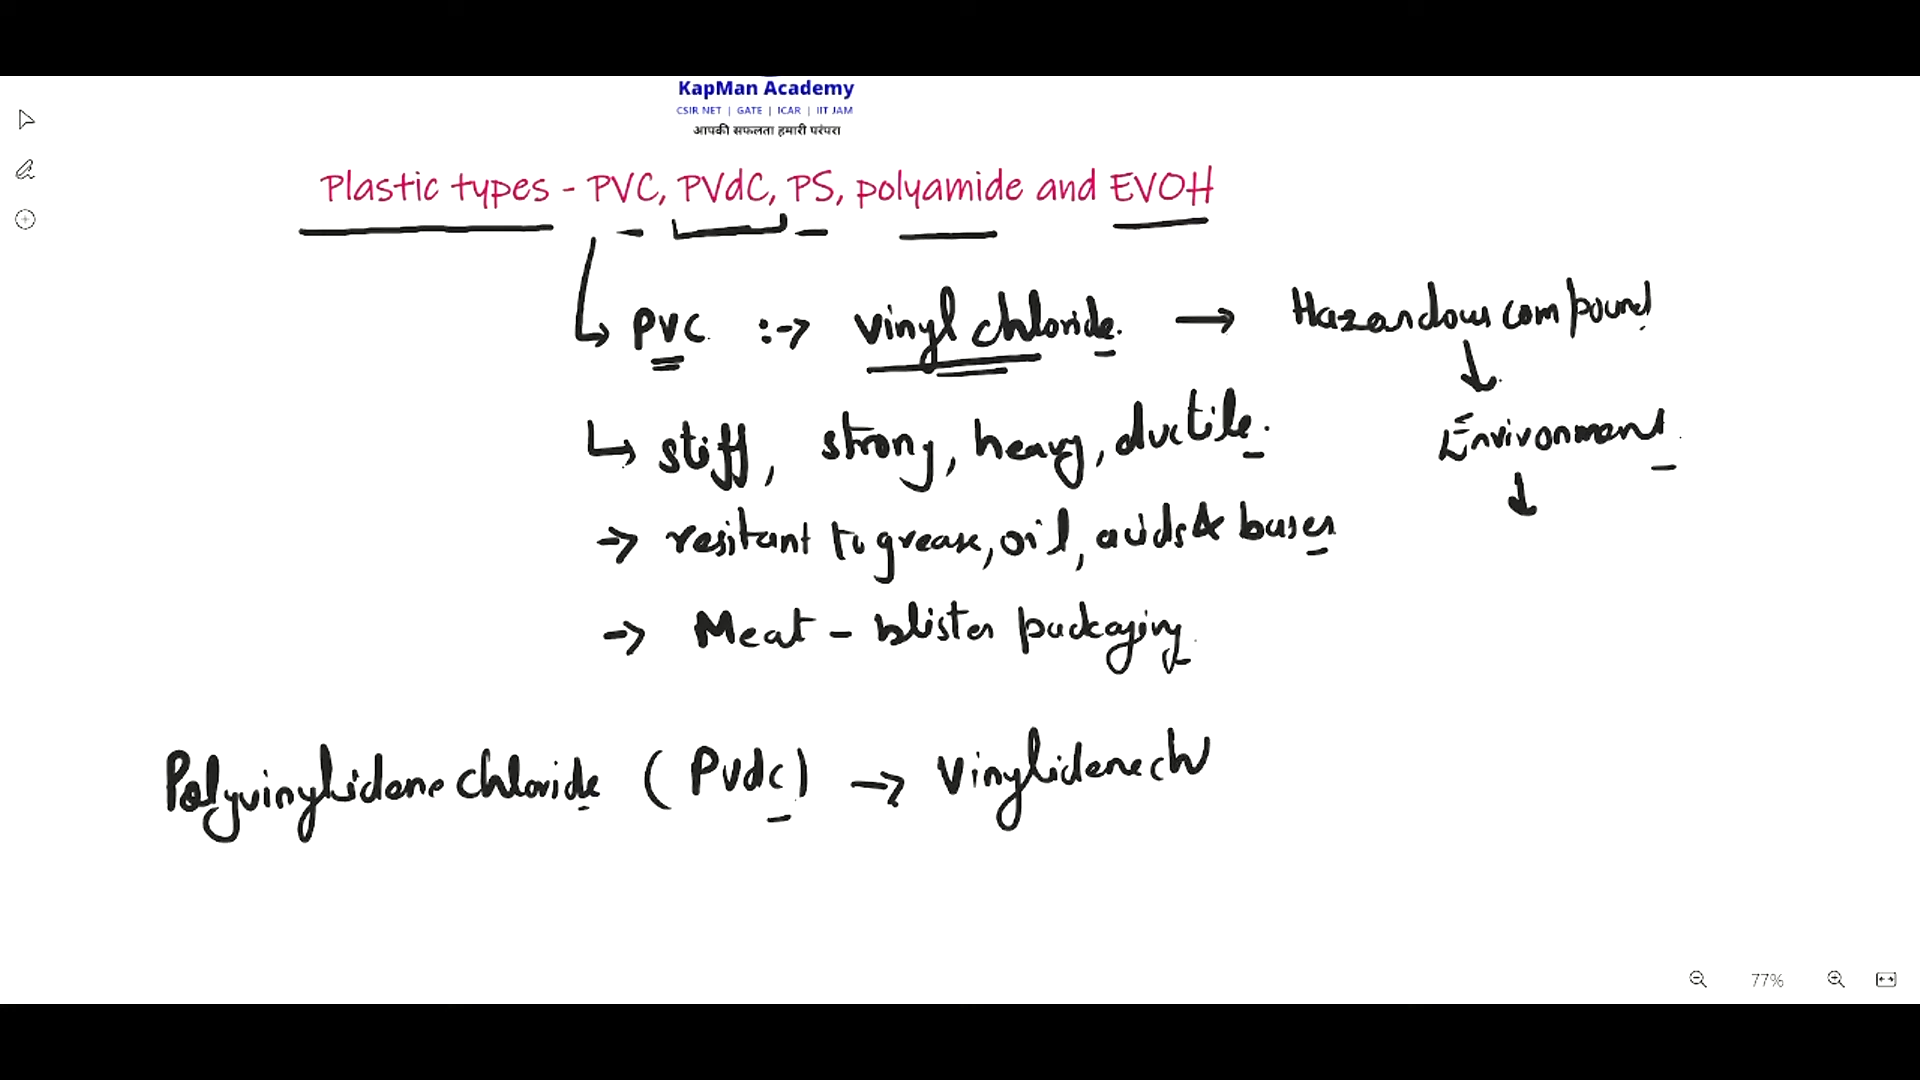 KapMan Academy
CSIR NET | GATE | ICAR | IIT JAM
आपकी सफलता हमारी परंपरा
Plastic types - PVC, PVdC, PS, polyamide and EVOH
PVC :→ vinyl chloride. → Hazardous compound
↓
↳ stiff, strong, heavy, ductile. Environment
↓
→ resitant to grease, oil, acids & bases
→ Meat - blister packaging
Polyvinylidene chloride (PVdc) → Vinylidenech
77%